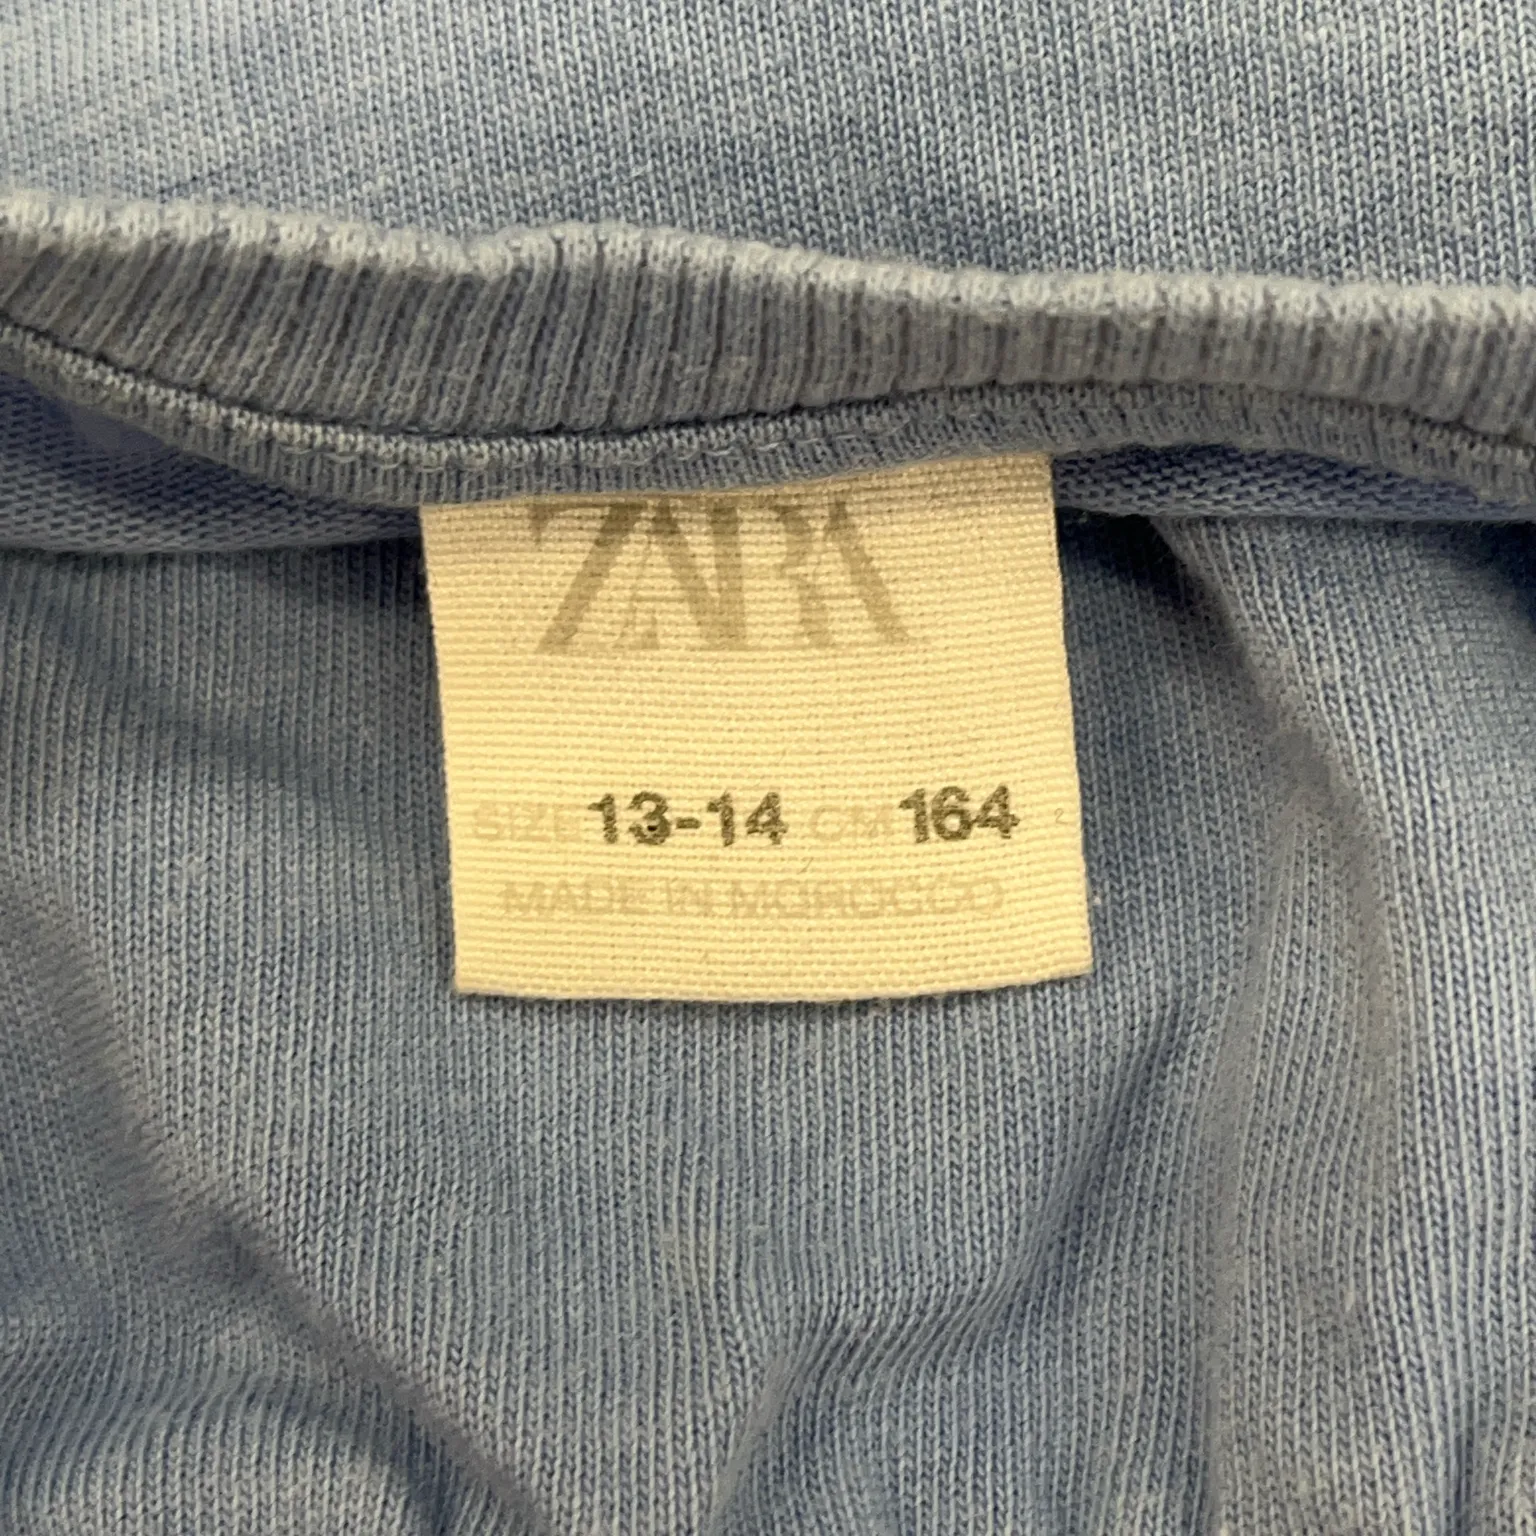 ZARA
SIZE 13-14 CM 164
MADE IN MOROCCO